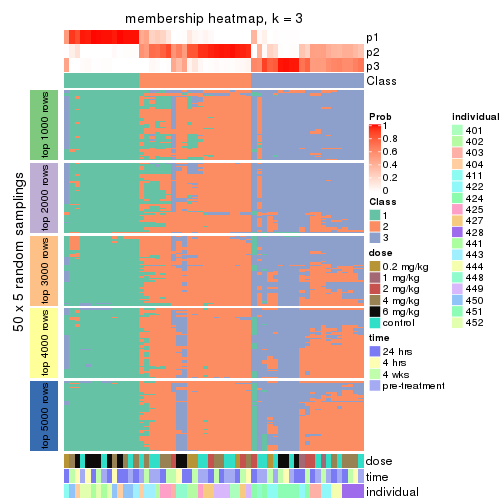 membership heatmap, k = 3
p1
p2
p3
Class
50 x 5 random samplings
top 1000 rows
top 2000 rows
top 3000 rows
top 4000 rows
top 5000 rows
dose
time
individual
Prob
1
0.8
0.6
0.4
0.2
0
Class
1
2
3
dose
0.2 mg/kg
1 mg/kg
2 mg/kg
4 mg/kg
6 mg/kg
control
time
24 hrs
4 hrs
4 wks
pre-treatment
individual
401
402
403
404
411
422
424
425
427
428
441
443
444
448
449
450
451
452